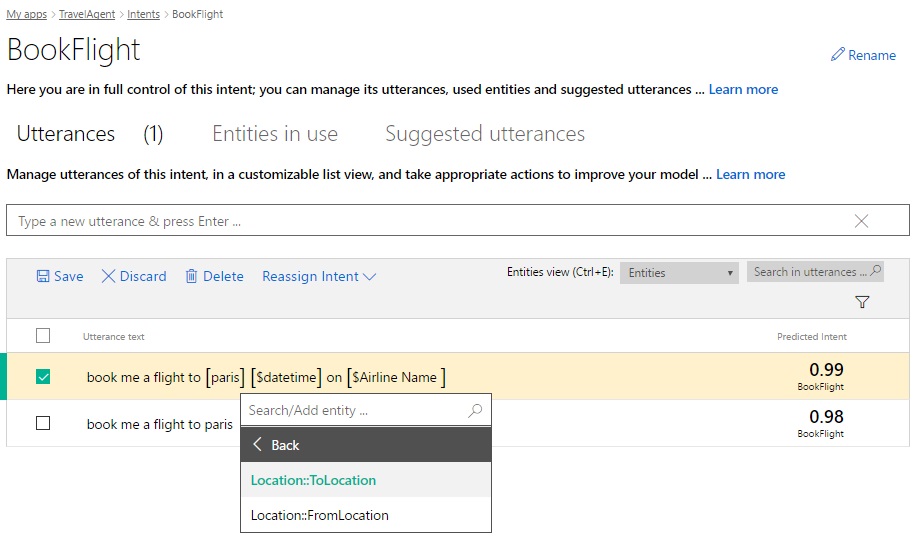 My apps > TravelAgent > Intents > BookFlight
BookFlight
Rename
Here you are in full control of this intent; you can manage its utterances, used entities and suggested utterances ... Learn more
Utterances (1) Entities in use Suggested utterances
Manage utterances of this intent, in a customizable list view, and take appropriate actions to improve your model ... Learn more
Type a new utterance & press Enter ...
Save Discard Delete Reassign Intent Entities view (Ctrl+E): Entities Search in utterances ...
Utterance text Predicted Intent
book me a flight to [paris] [$datetime] on [$Airline Name ] 0.99
BookFlight
Search/Add entity ...
book me a flight to paris 0.98
BookFlight
Back
Location::ToLocation
Location::FromLocation